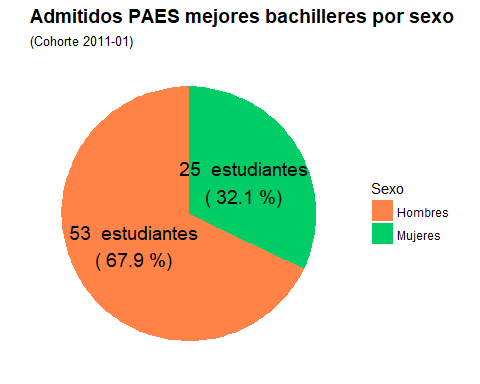 Admitidos PAES mejores bachilleres por sexo
(Cohorte 2011-01)
25  estudiantes
( 32.1 %)
53  estudiantes
( 67.9 %)
Sexo
Hombres
Mujeres